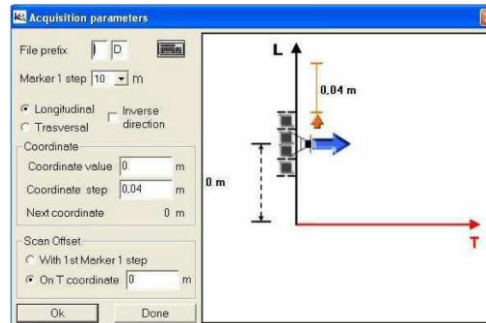 Acquisition parameters
File prefix
D
Marker 1 step 10 m
Longitudinal
Trasversal
Inverse
direction
Coordinate
Coordinate value 0 m
Coordinate step 0,04 m
Next coordinate 0 m
Scan Offset
With 1st Marker 1 step
On T coordinate 0 m
Ok Done
L
0,04 m
0 m
T